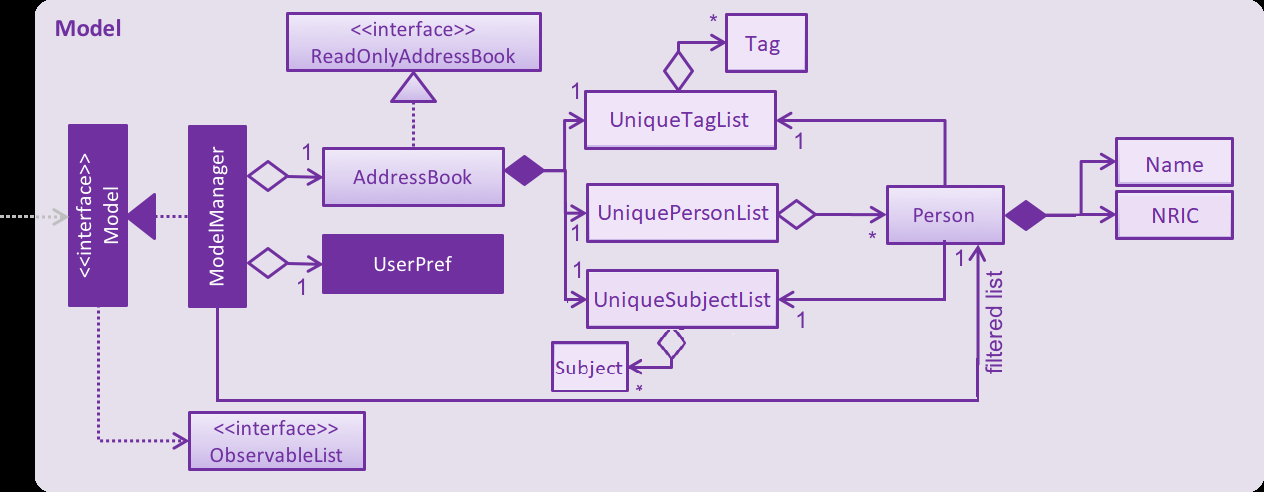 Model
<<interface>>
ReadOnlyAddressBook
*
Tag
1
UniqueTagList
1
<<interface>>
Model
ModelManager
1
AddressBook
Name
UniquePersonList
1
*
Person
NRIC
1
UserPref
1
UniqueSubjectList
1
1
filtered list
Subject
*
<<interface>>
ObservableList